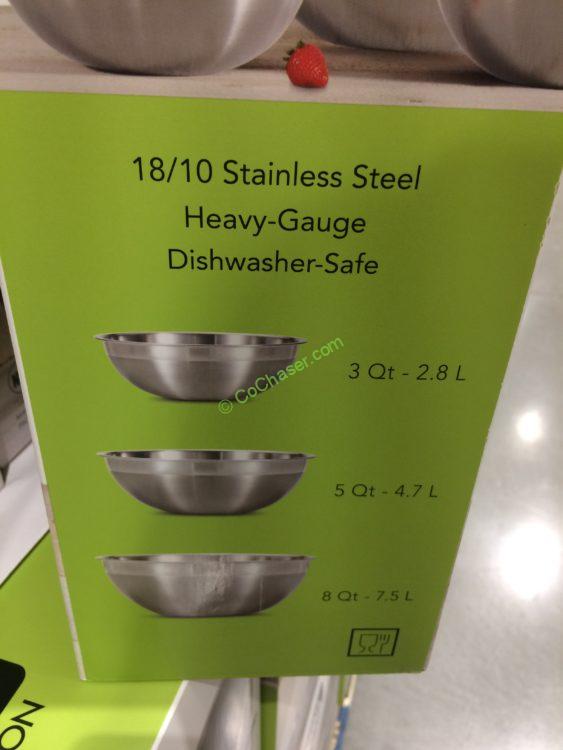 18/10 Stainless Steel
Heavy-Gauge
Dishwasher-Safe
© CoChaser.com
3 Qt - 2.8 L
5 Qt - 4.7 L
8 Qt - 7.5 L
ON